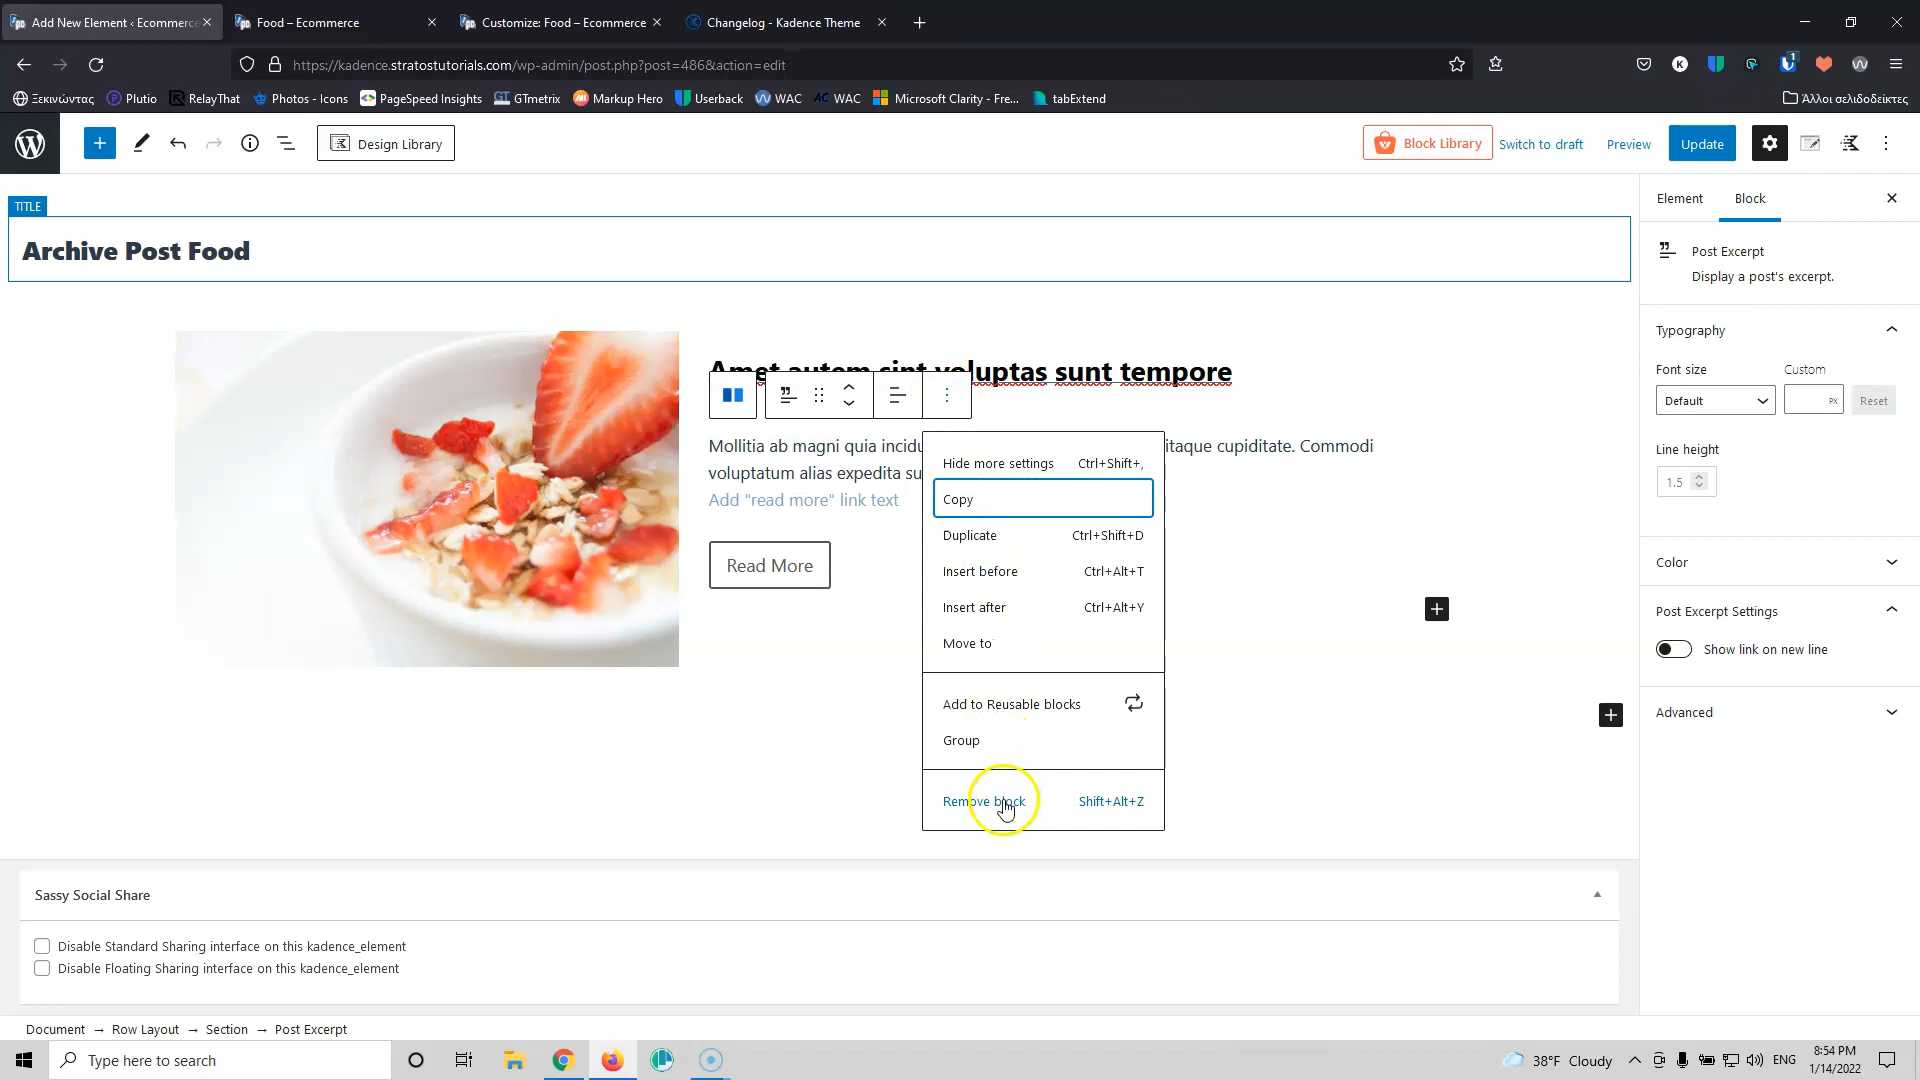 Add New Element ‹ Ecommerce
Food – Ecommerce
Customize: Food – Ecommerce
Changelog - Kadence Theme
https://kadence.stratostutorials.com/wp-admin/post.php?post=486&action=edit
1
Ξεκινώντας
Plutio
RelayThat
Photos - Icons
PageSpeed Insights
GTmetrix
Markup Hero
Userback
WAC
WAC
Microsoft Clarity - Fre...
tabExtend
Άλλοι σελιδοδείκτες
Design Library
Block Library
Switch to draft
Preview
Update
TITLE
Archive Post Food
Element
Block
Post Excerpt
Display a post's excerpt.
Typography
Font size
Custom
Default
PX
Reset
Line height
1.5
Color
Post Excerpt Settings
Show link on new line
Advanced
Amet autem sint voluptas sunt tempore
Mollitia ab magni quia incidu
itaque cupiditate. Commodi
voluptatum alias expedita su
Add "read more" link text
Read More
Hide more settings Ctrl+Shift+,
Copy
Duplicate Ctrl+Shift+D
Insert before Ctrl+Alt+T
Insert after Ctrl+Alt+Y
Move to
Add to Reusable blocks
Group
Remove block Shift+Alt+Z
Sassy Social Share
Disable Standard Sharing interface on this kadence_element
Disable Floating Sharing interface on this kadence_element
Document → Row Layout → Section → Post Excerpt
Type here to search
38°F Cloudy
ENG
8:54 PM
1/14/2022